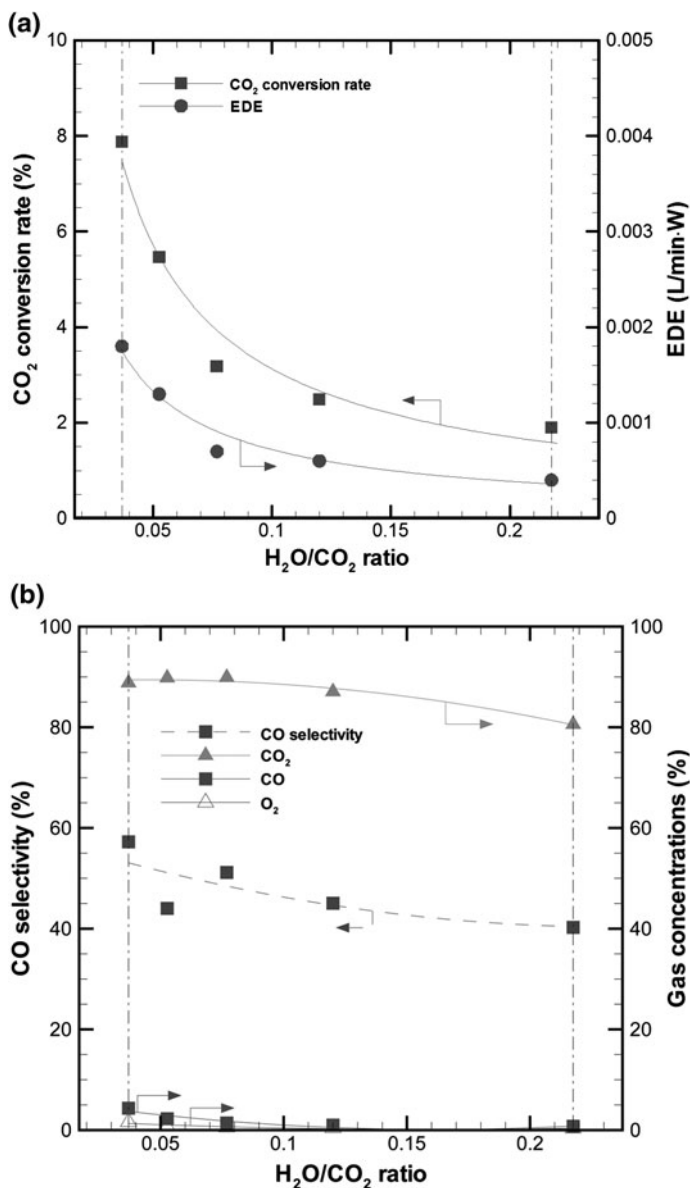 (a)
10
8
6
4
2
0
CO₂ conversion rate (%)
CO₂ conversion rate
EDE
0.005
0.004
0.003
0.002
0.001
0
EDE (L/min·W)
0.05
0.1
0.15
0.2
H₂O/CO₂ ratio
(b)
100
80
60
40
20
0
CO selectivity (%)
CO selectivity
CO₂
CO
O₂
100
80
60
40
20
0
Gas concentrations (%)
0.05
0.1
0.15
0.2
H₂O/CO₂ ratio